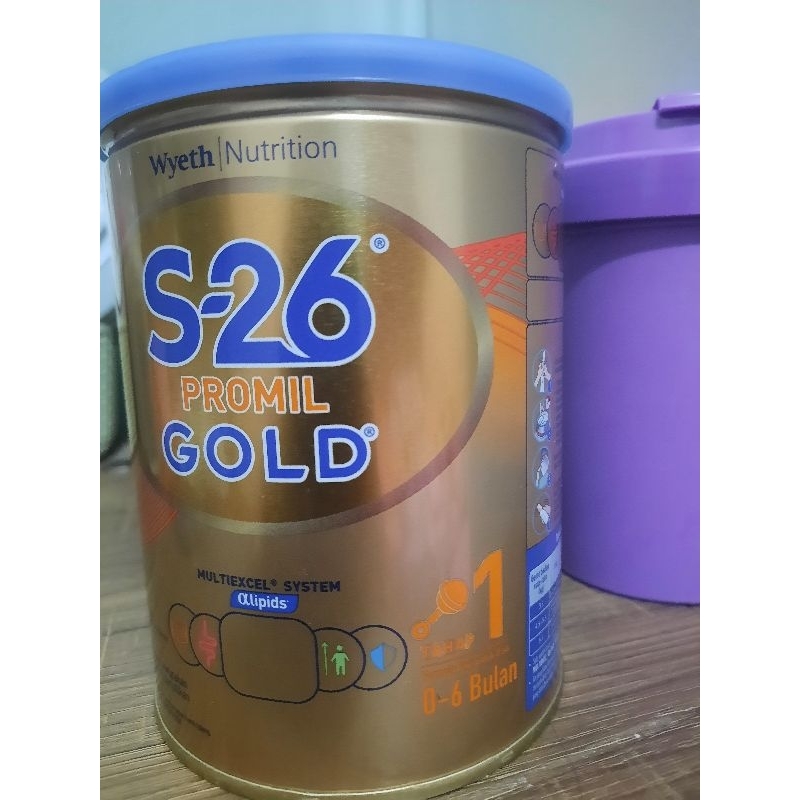 Wyeth | Nutrition
S-26®
PROMIL
GOLD®
MULTIEXCEL® SYSTEM
αlipids
TAHAP 1
0-6 Bulan